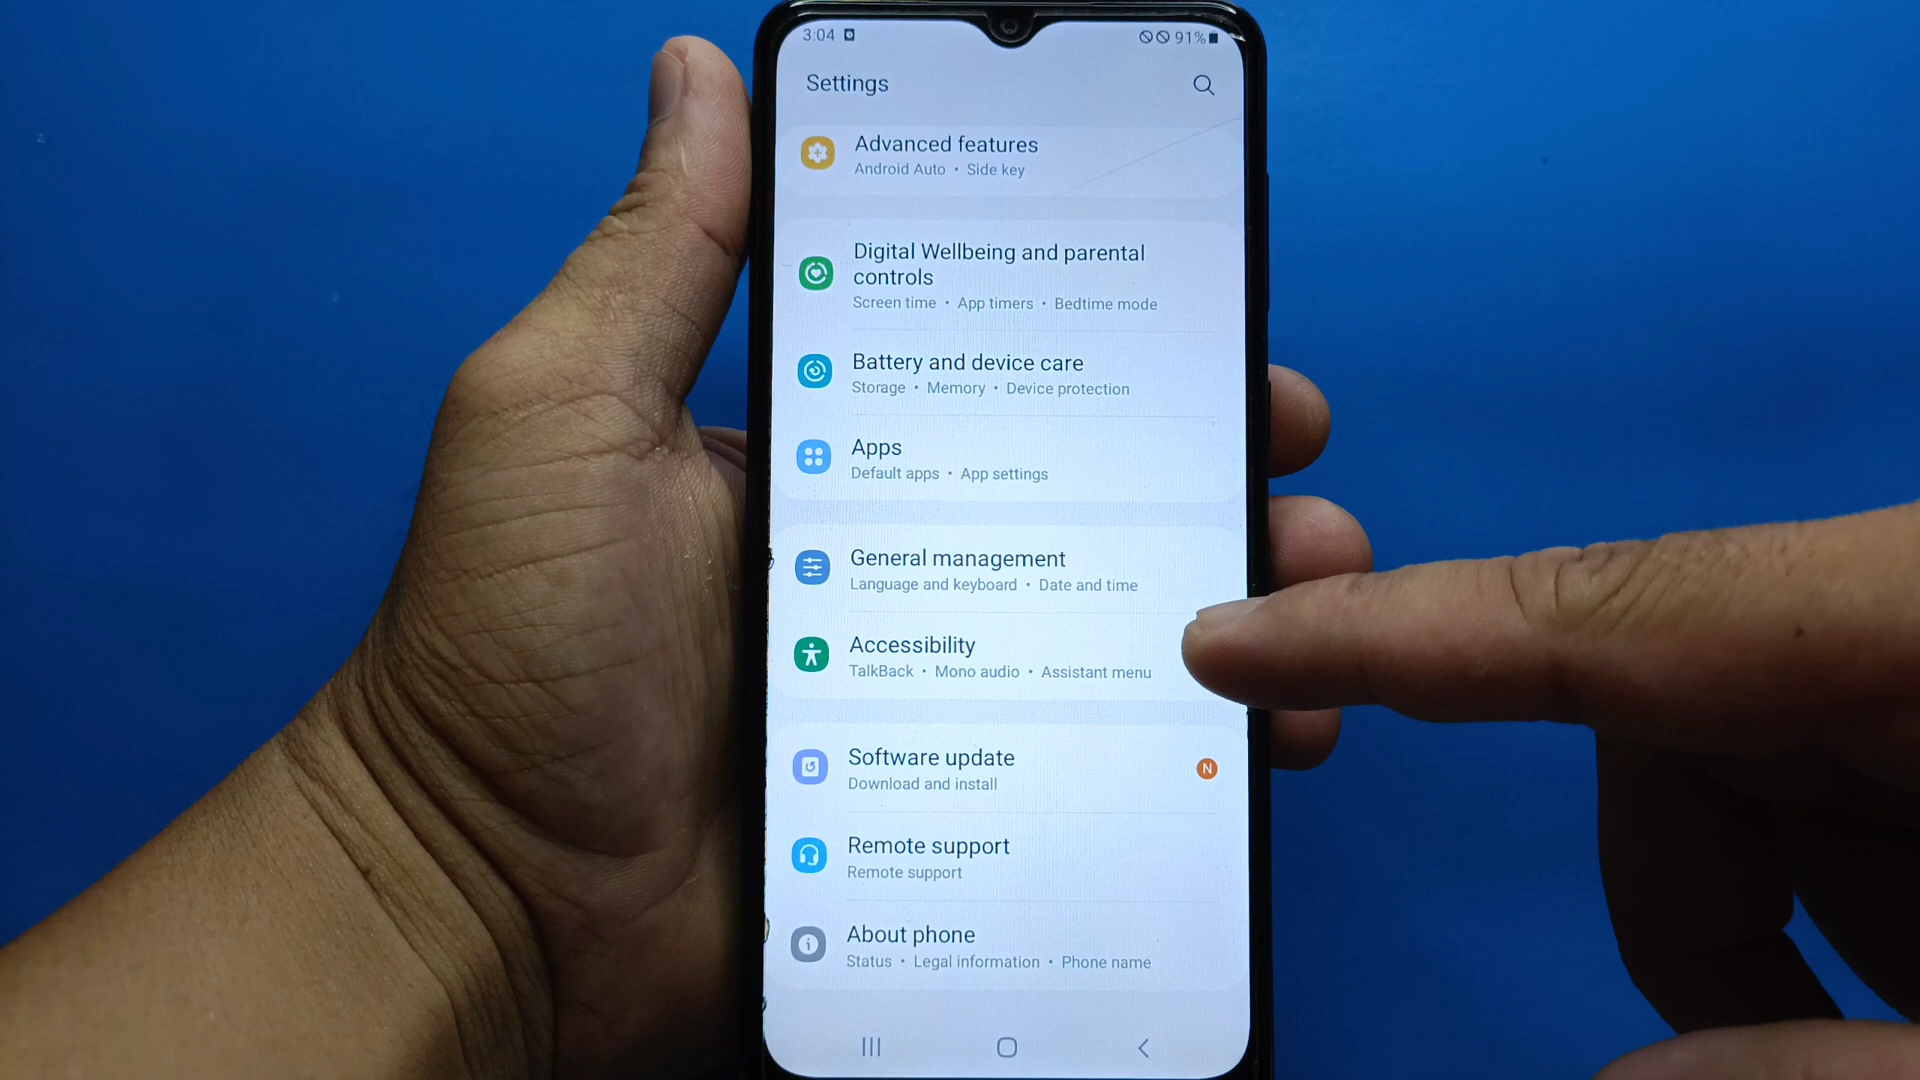 3:04
91%
Settings
Advanced features
Android Auto • Side key
Digital Wellbeing and parental
controls
Screen time • App timers • Bedtime mode
Battery and device care
Storage • Memory • Device protection
Apps
Default apps • App settings
General management
Language and keyboard • Date and time
Accessibility
TalkBack • Mono audio • Assistant menu
Software update
N
Download and install
Remote support
Remote support
About phone
Status • Legal information • Phone name